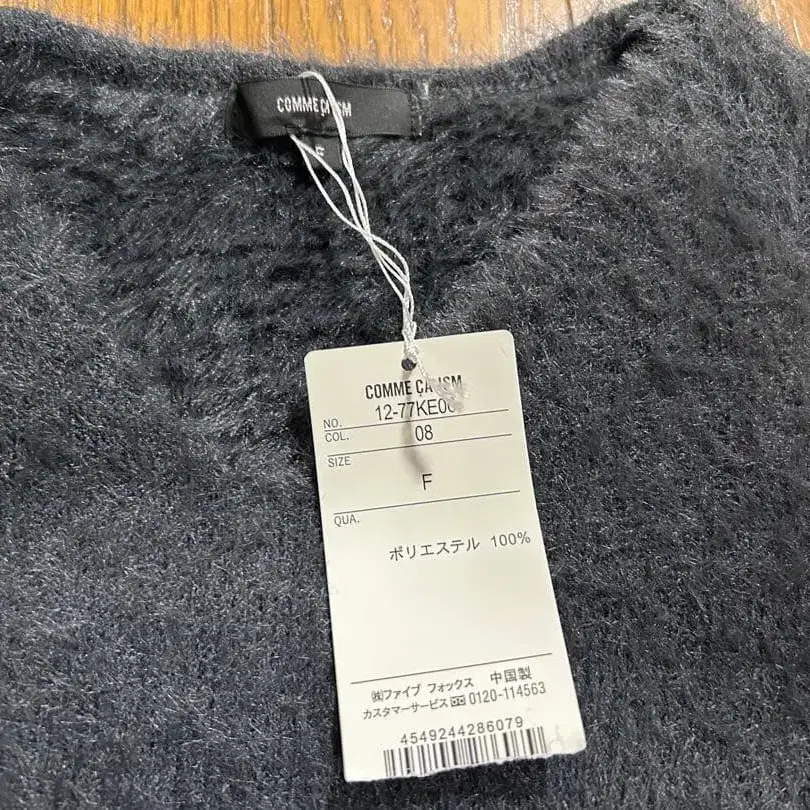 COMME ÇA ISM
F
COMME ÇA ISM
NO. 12-77KE0
COL. 08
SIZE
F
QUA.
ポリエステル 100%
㈱ファイブ フォックス 中国製
カスタマーサービス 0120-114563
4549244286079